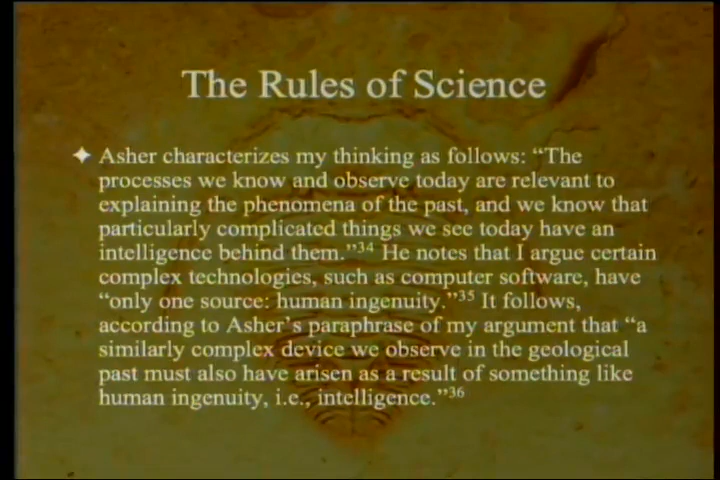 The Rules of Science
✦ Asher characterizes my thinking as follows: “The
processes we know and observe today are relevant to
explaining the phenomena of the past, and we know that
particularly complicated things we see today have an
intelligence behind them.”³⁴ He notes that I argue certain
complex technologies, such as computer software, have
“only one source: human ingenuity.”³⁵ It follows,
according to Asher’s paraphrase of my argument that “a
similarly complex device we observe in the geological
past must also have arisen as a result of something like
human ingenuity, i.e., intelligence.”³⁶